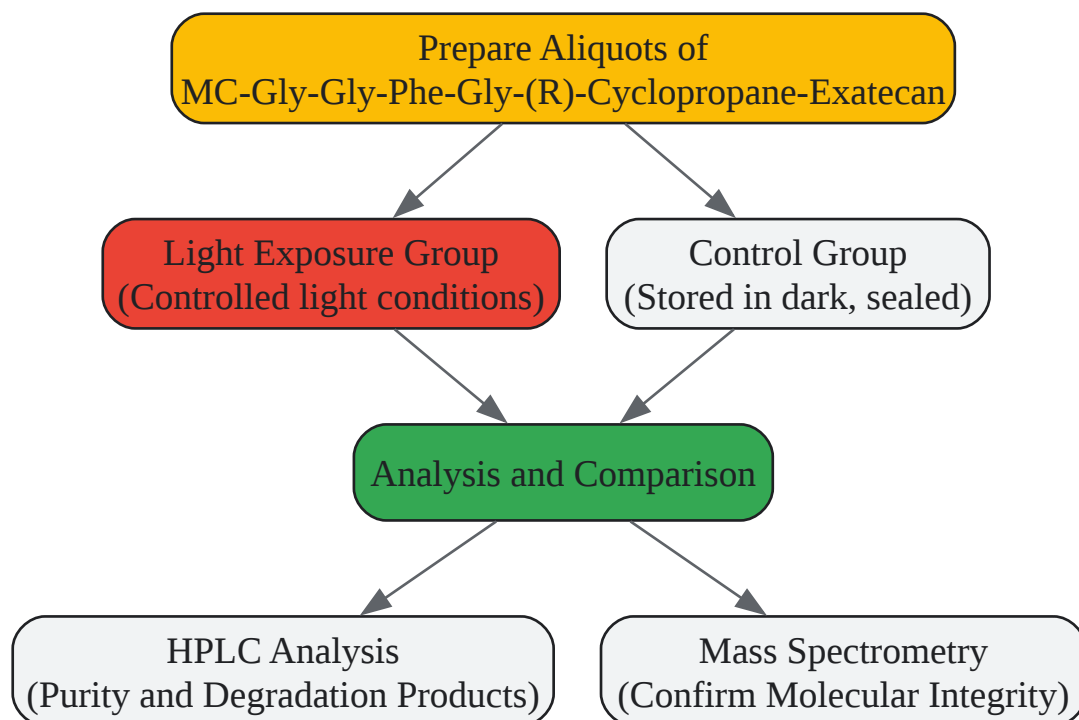 Prepare Aliquots of
MC-Gly-Gly-Phe-Gly-(R)-Cyclopropane-Exatecan
Light Exposure Group
(Controlled light conditions)
Control Group
(Stored in dark, sealed)
Analysis and Comparison
HPLC Analysis
(Purity and Degradation Products)
Mass Spectrometry
(Confirm Molecular Integrity)